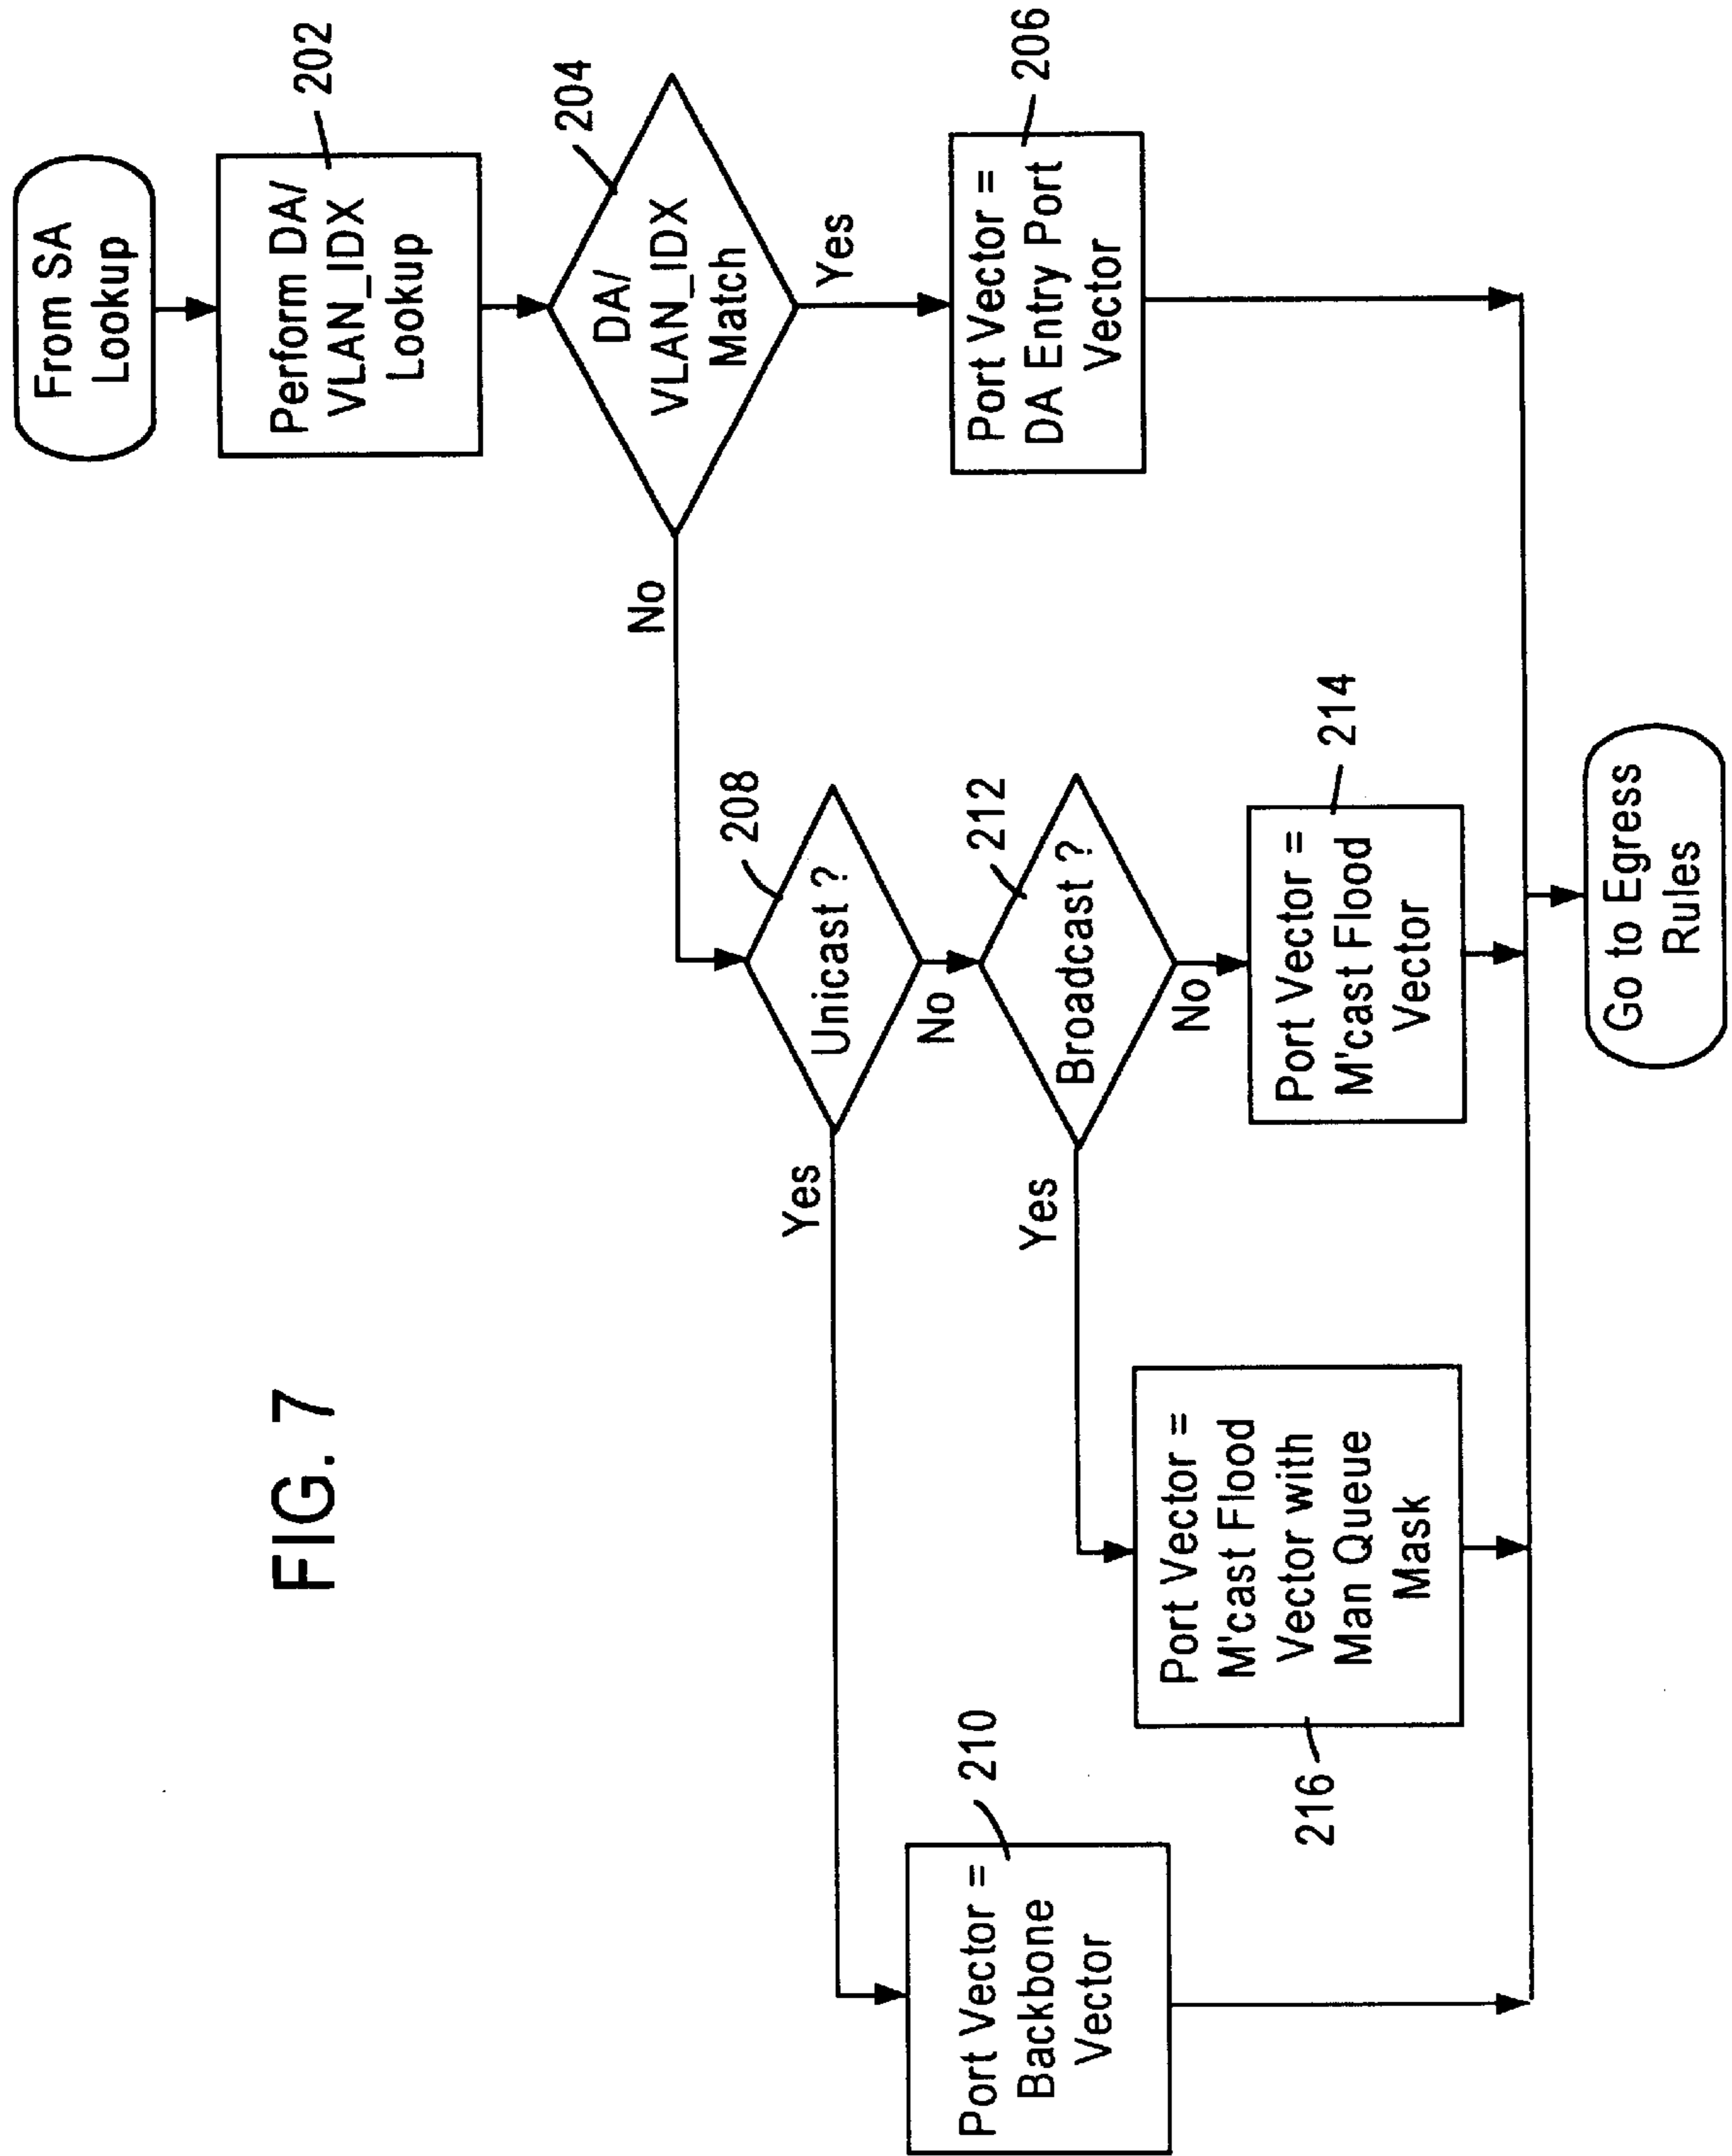 FIG. 7
From SA
Lookup
202
Perform DA/
VLAN_IDX
Lookup
204
DA/
VLAN_IDX
Match
No
Yes
206
Port Vector =
DA Entry Port
Vector
208
Unicast ?
Yes
No
210
Port Vector =
Backbone
Vector
212
Broadcast ?
Yes
No
214
Port Vector =
M'cast Flood
Vector
216
Port Vector =
M'cast Flood
Vector with
Man Queue
Mask
Go to Egress
Rules